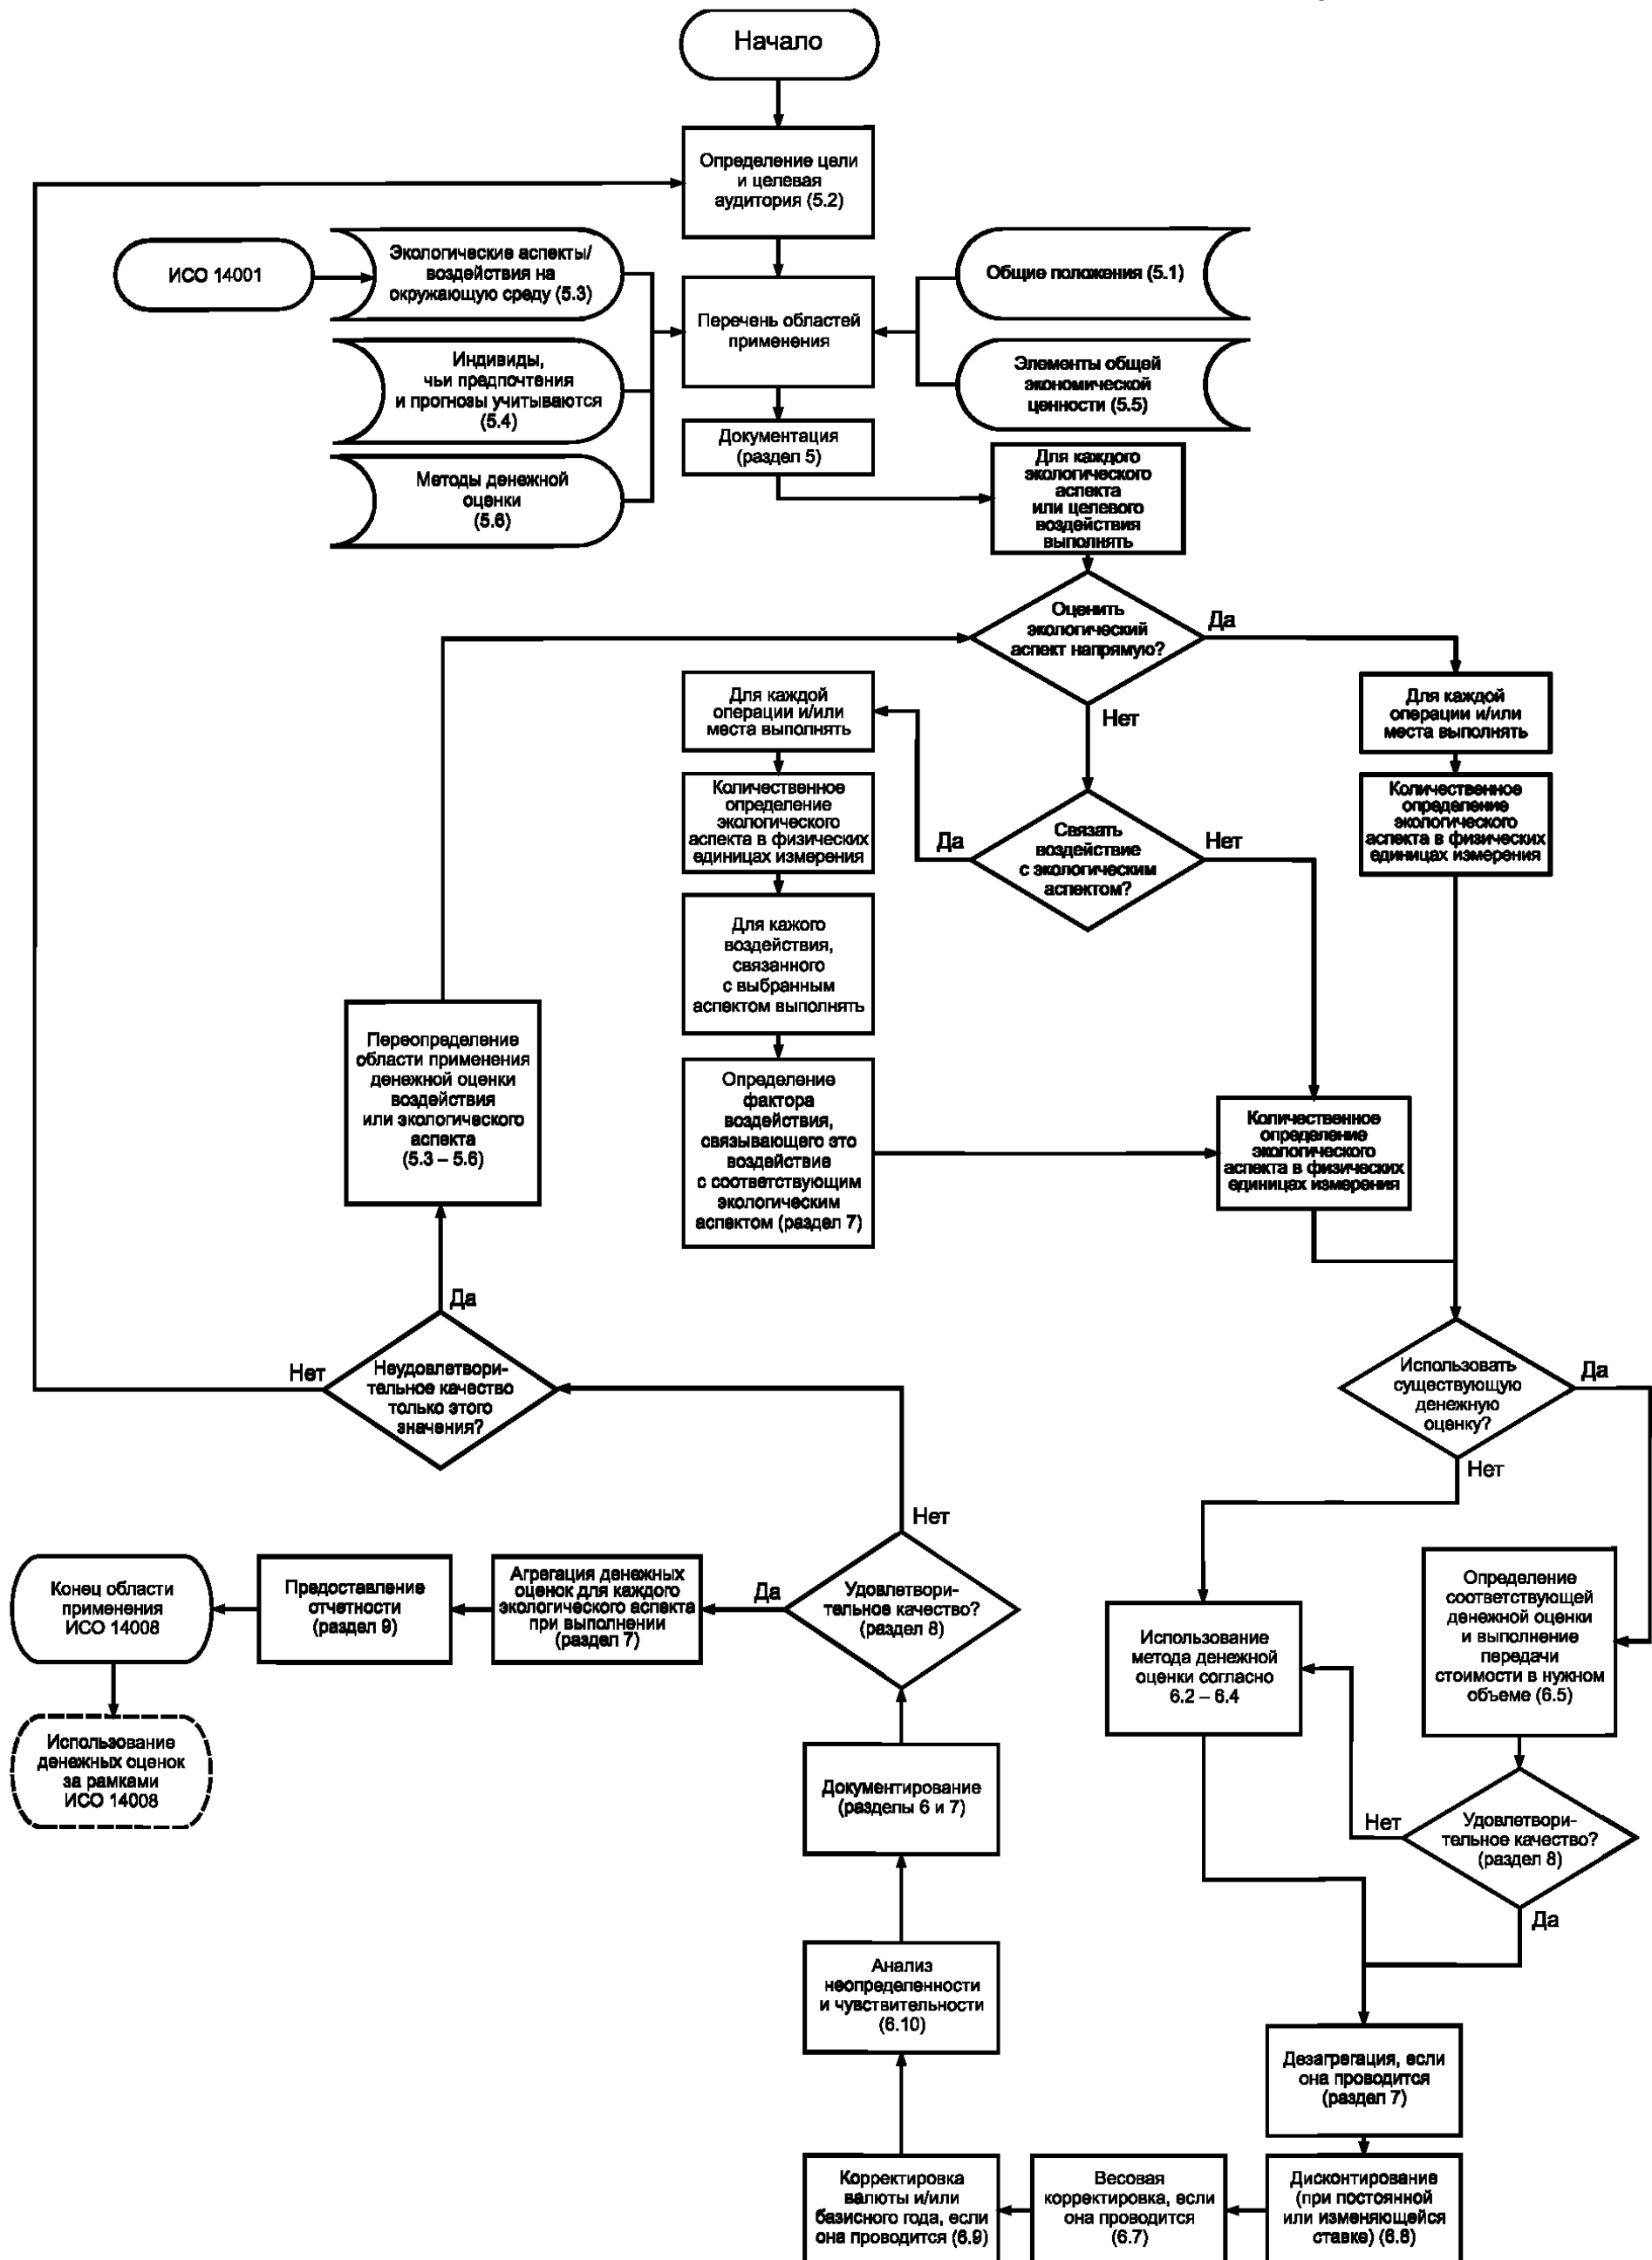 Начало
Определение цели
и целевая
аудитория (5.2)
ИСО 14001
Экологические аспекты/
воздействия на
окружающую среду (5.3)
Общие положения (5.1)
Перечень областей
применения
Индивиды,
чьи предпочтения
и прогнозы учитываются
(5.4)
Элементы общей
экономической
ценности (5.5)
Документация
(раздел 5)
Методы денежной
оценки
(5.6)
Для каждого
экологического
аспекта
или целевого
воздействия
выполнять
Оценить
экологический
аспект напрямую?
Да
Нет
Для каждой
операции и/или
места выполнять
Для каждой
операции и/или
места выполнять
Количественное
определение
экологического
аспекта в физических
единицах измерения
Количественное
определение
экологического
аспекта в физических
единицах измерения
Связать
воздействие
с экологическим
аспектом?
Да
Нет
Для кажого
воздействия,
связанного
с выбранным
аспектом выполнять
Переопределение
области применения
денежной оценки
воздействия
или экологического
аспекта
(5.3 – 5.6)
Определение
фактора
воздействия,
связывающего это
воздействие
с соответствующим
экологическим
аспектом (раздел 7)
Количественное
определение
экологического
аспекта в физических
единицах измерения
Да
Нет
Неудовлетвори-
тельное качество
только этого
значения?
Использовать
существующую
денежную
оценку?
Да
Нет
Нет
Конец области
применения
ИСО 14008
Предоставление
отчетности
(раздел 9)
Агрегация денежных
оценок для каждого
экологического аспекта
при выполнении
(раздел 7)
Да
Удовлетвори-
тельное качество?
(раздел 8)
Определение
соответствующей
денежной оценки
и выполнение
передачи
стоимости в нужном
объеме (6.5)
Использование
метода денежной
оценки согласно
6.2 – 6.4
Использование
денежных оценок
за рамками
ИСО 14008
Документирование
(разделы 6 и 7)
Нет
Удовлетвори-
тельное качество?
(раздел 8)
Да
Анализ
неопределенности
и чувствительности
(6.10)
Дезагрегация, если
она проводится
(раздел 7)
Корректировка
валюты и/или
базисного года, если
она проводится (6.9)
Весовая
корректировка, если
она проводится
(6.7)
Дисконтирование
(при постоянной
или изменяющейся
ставке) (6.8)